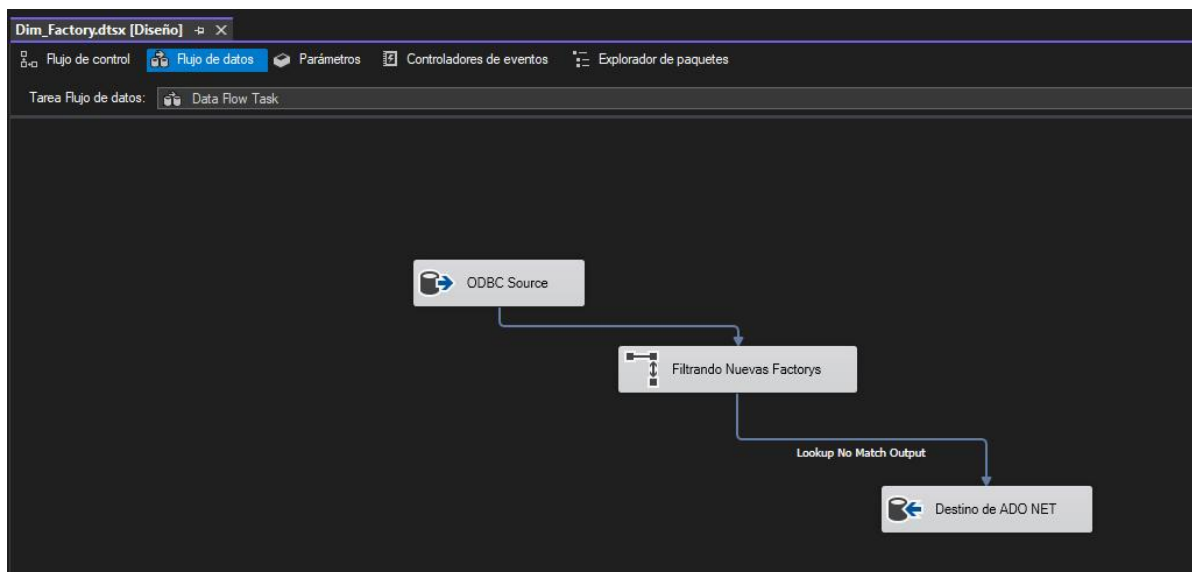 Dim_Factory.dtsx [Diseño]
Flujo de control Flujo de datos Parámetros Controladores de eventos Explorador de paquetes
Tarea Flujo de datos: Data Flow Task
ODBC Source
Filtrando Nuevas Factorys
Lookup No Match Output
Destino de ADO NET